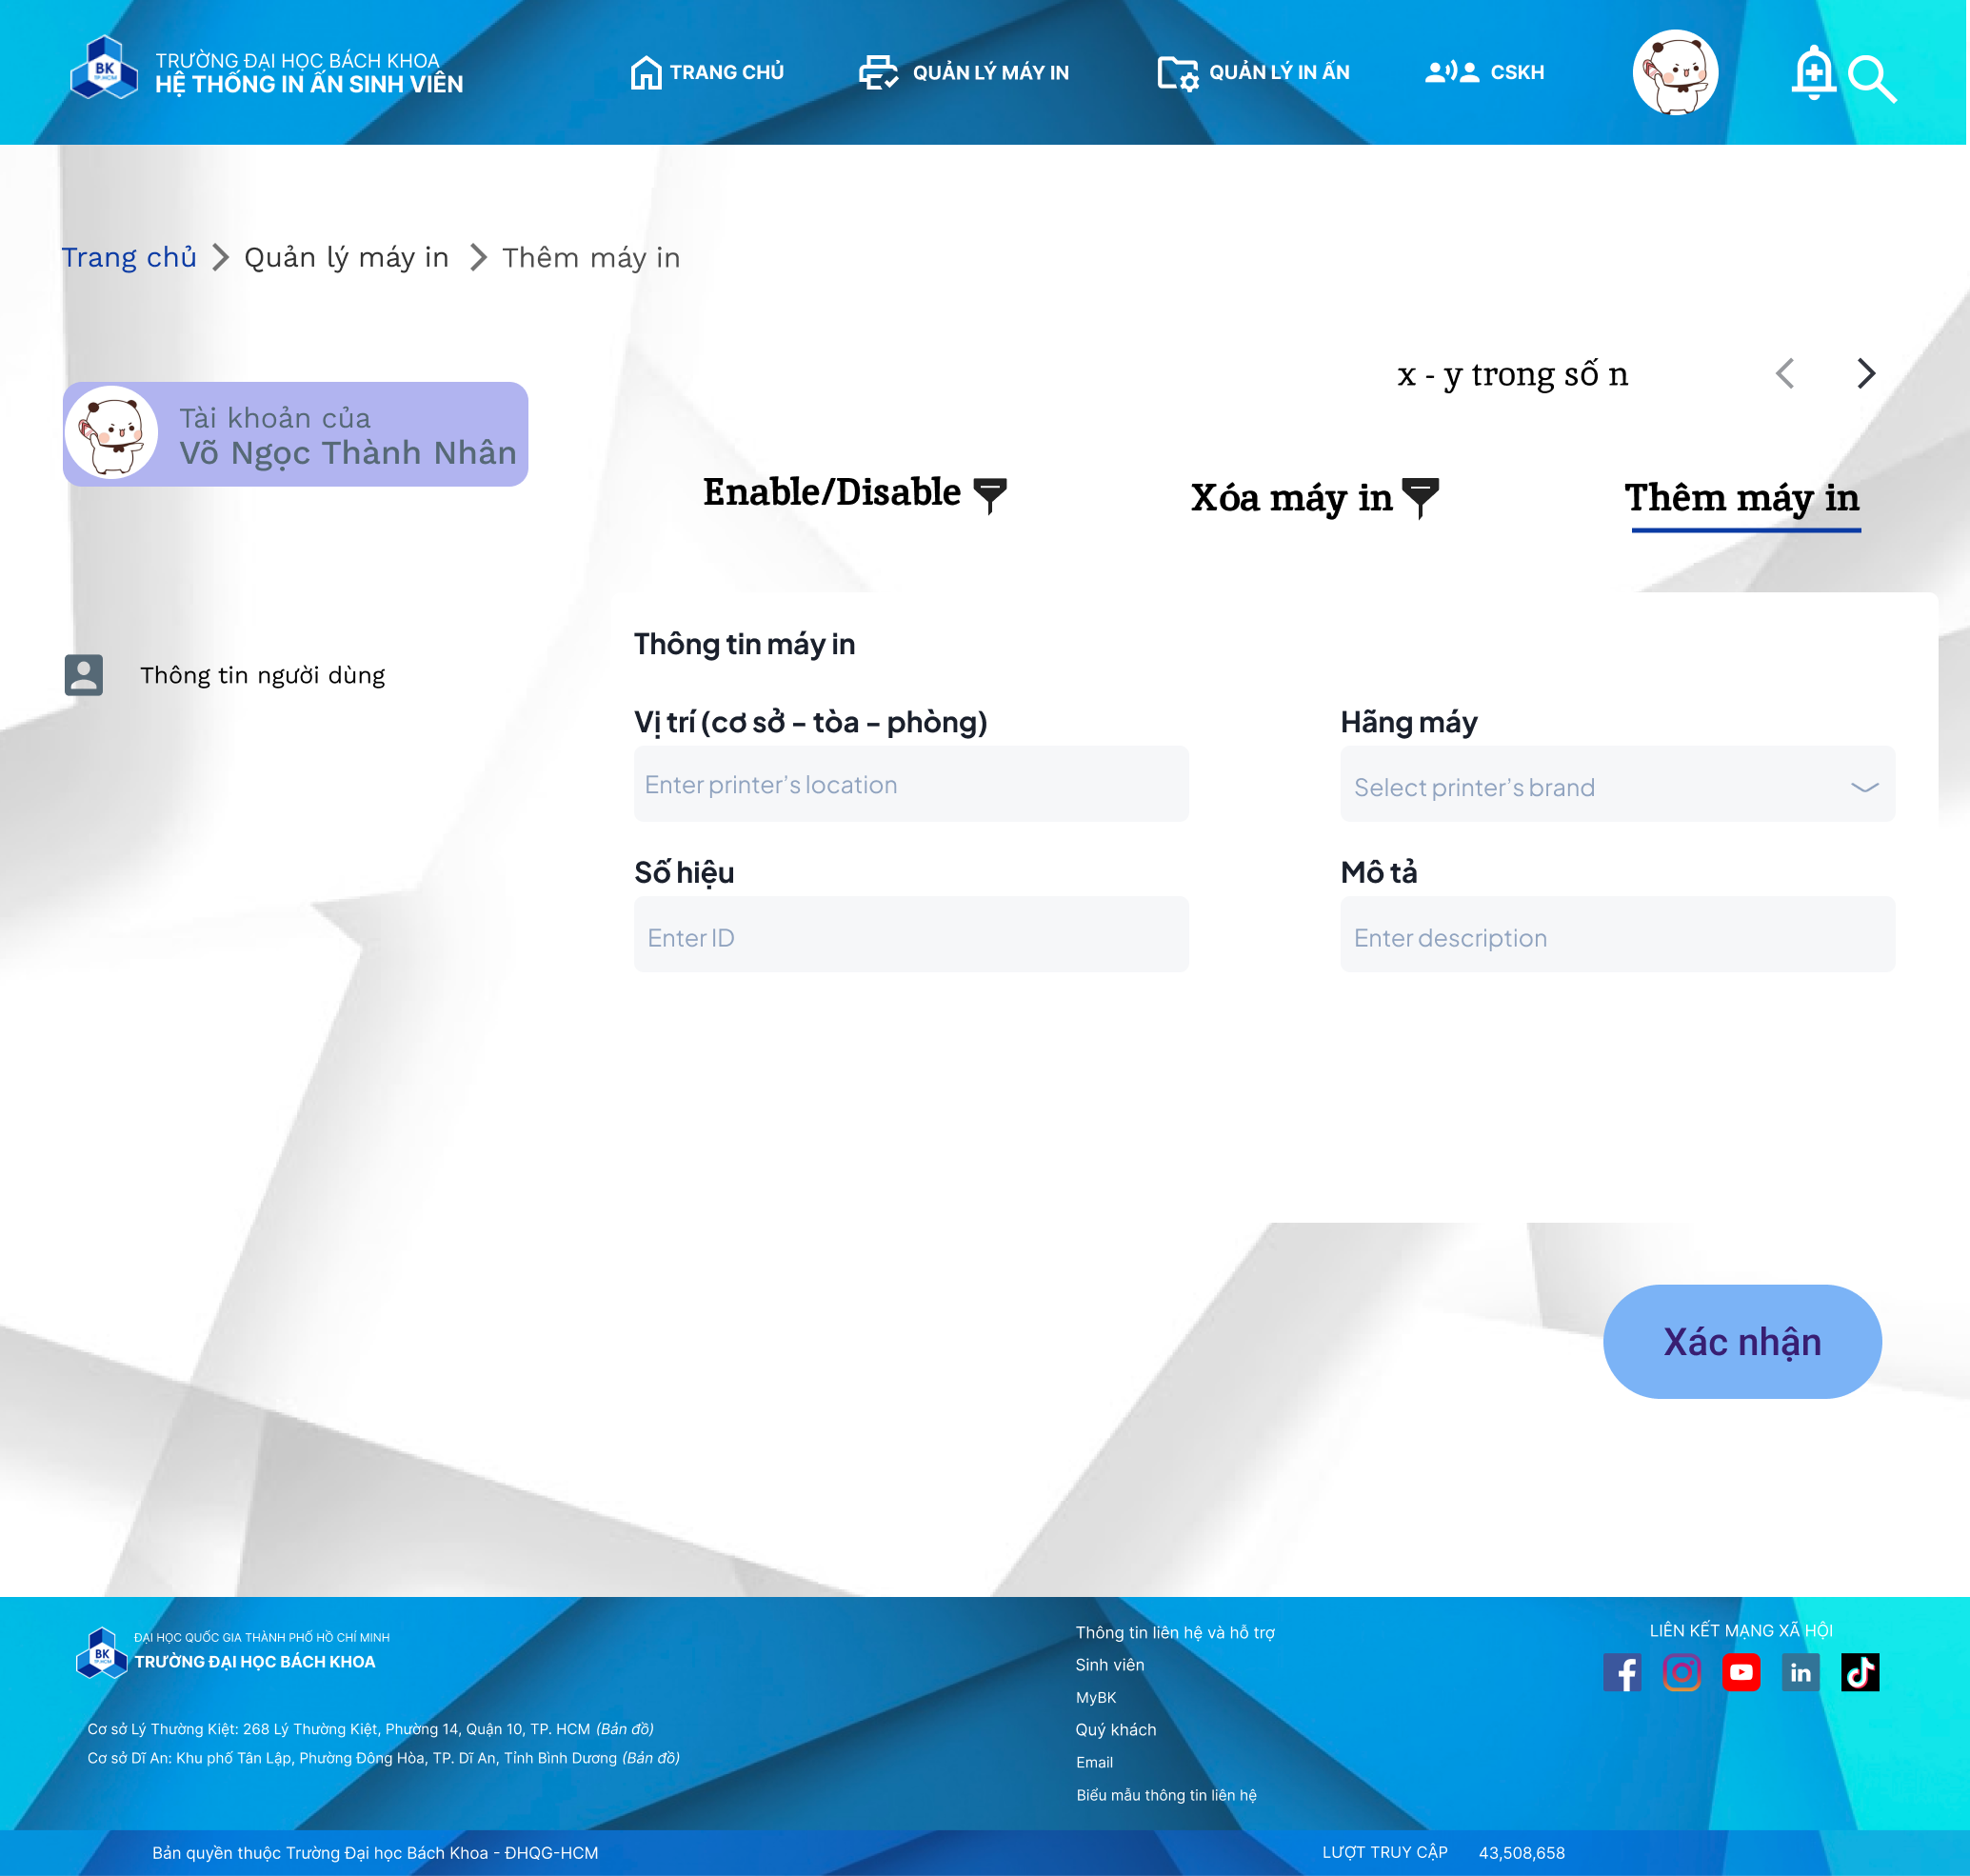 BK
TP.HCM
TRƯỜNG ĐẠI HỌC BÁCH KHOA
HỆ THỐNG IN ẤN SINH VIÊN
TRANG CHỦ
QUẢN LÝ MÁY IN
QUẢN LÝ IN ẤN
CSKH
Trang chủ
Quản lý máy in
Thêm máy in
x - y trong số n
Tài khoản của
Võ Ngọc Thành Nhân
Enable/Disable
Xóa máy in
Thêm máy in
Thông tin người dùng
Thông tin máy in
Vị trí (cơ sở – tòa – phòng)
Hãng máy
Enter printer’s location
Select printer’s brand
Số hiệu
Mô tả
Enter ID
Enter description
Xác nhận
BK
TP.HCM
ĐẠI HỌC QUỐC GIA THÀNH PHỐ HỒ CHÍ MINH
TRƯỜNG ĐẠI HỌC BÁCH KHOA
Cơ sở Lý Thường Kiệt: 268 Lý Thường Kiệt, Phường 14, Quận 10, TP. HCM (Bản đồ)
Cơ sở Dĩ An: Khu phố Tân Lập, Phường Đông Hòa, TP. Dĩ An, Tỉnh Bình Dương (Bản đồ)
Thông tin liên hệ và hỗ trợ
Sinh viên
MyBK
Quý khách
Email
Biểu mẫu thông tin liên hệ
LIÊN KẾT MẠNG XÃ HỘI
in
Bản quyền thuộc Trường Đại học Bách Khoa - ĐHQG-HCM
LƯỢT TRUY CẬP 43,508,658